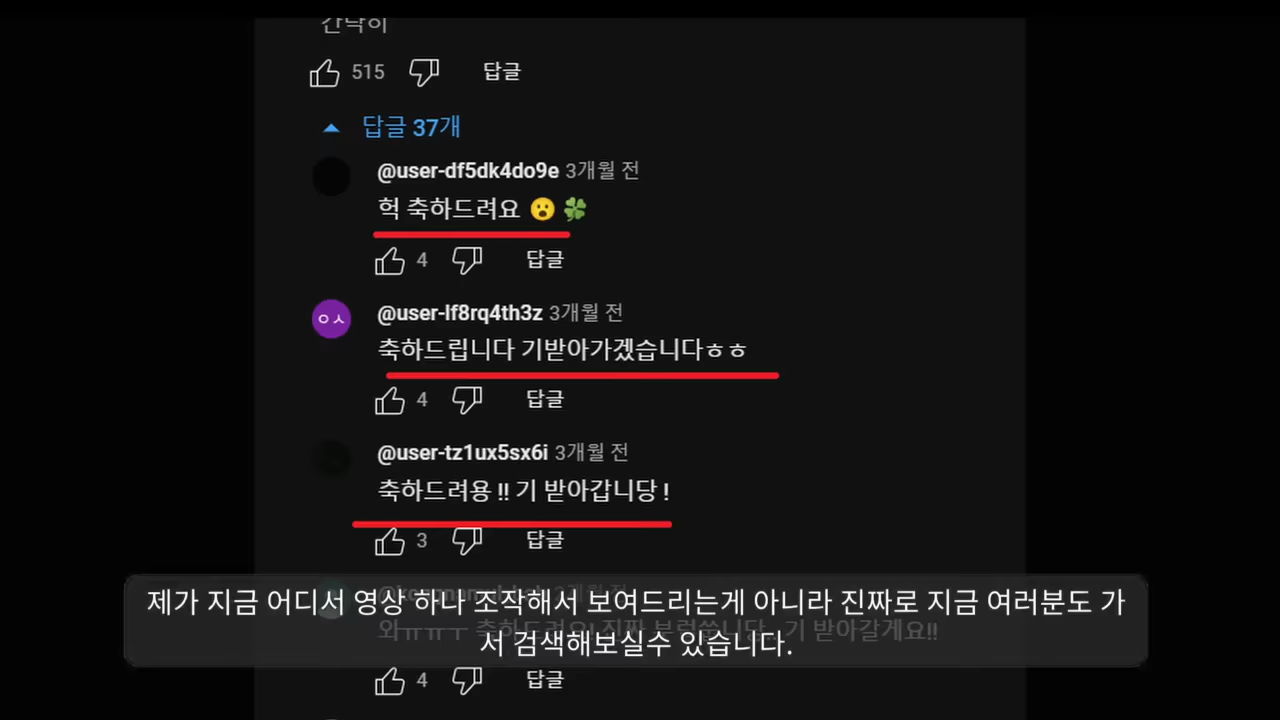 간략히
515 답글
답글 37개
@user-df5dk4do9e 3개월 전
헉 축하드려요 😮 🍀
4 답글
@user-lf8rq4th3z 3개월 전
ㅇㅅ
축하드립니다 기받아가겠습니다ㅎㅎ
4 답글
@user-tz1ux5sx6i 3개월 전
축하드려용 !! 기 받아갑니당 !
3 답글
제가 지금 어디서 영상 하나 조작해서 보여드리는게 아니라 진짜로 지금 여러분도 가
서 검색해보실수 있습니다.
4 답글